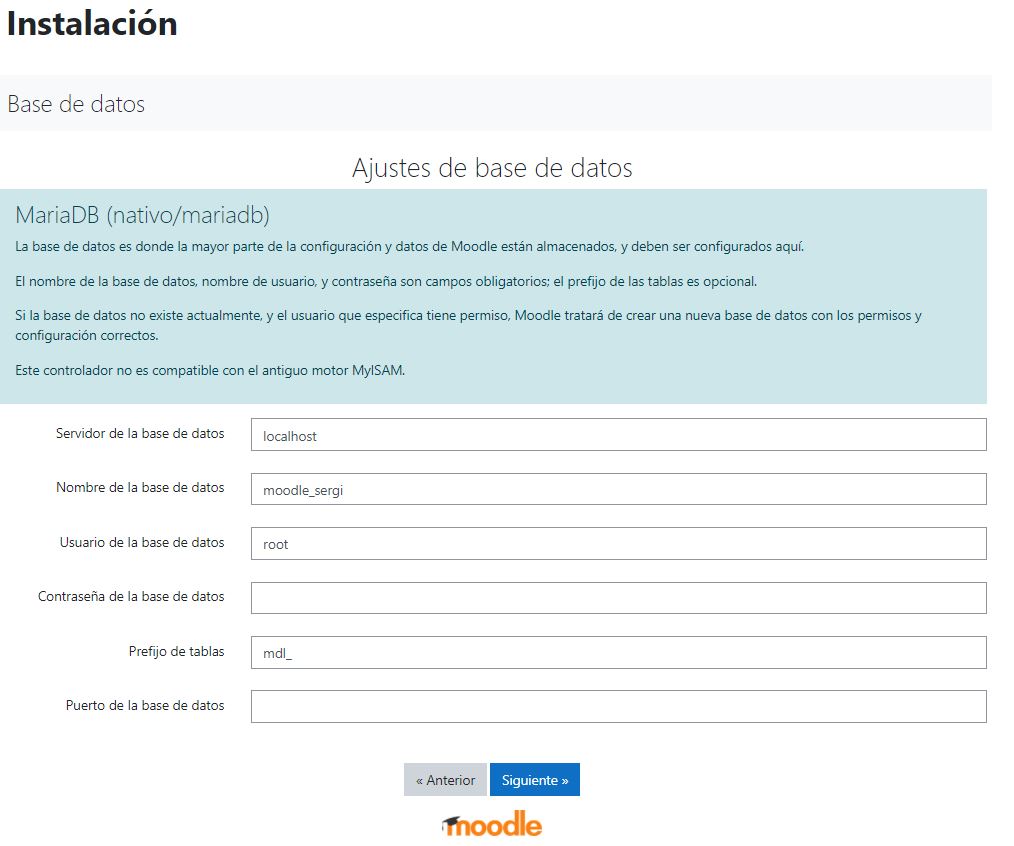 Instalación
Base de datos
Ajustes de base de datos
MariaDB (nativo/mariadb)
La base de datos es donde la mayor parte de la configuración y datos de Moodle están almacenados, y deben ser configurados aquí.
El nombre de la base de datos, nombre de usuario, y contraseña son campos obligatorios; el prefijo de las tablas es opcional.
Si la base de datos no existe actualmente, y el usuario que especifica tiene permiso, Moodle tratará de crear una nueva base de datos con los permisos y
configuración correctos.
Este controlador no es compatible con el antiguo motor MyISAM.
Servidor de la base de datos localhost
Nombre de la base de datos moodle_sergi
Usuario de la base de datos root
Contraseña de la base de datos
Prefijo de tablas mdl_
Puerto de la base de datos
« Anterior Siguiente »
moodle